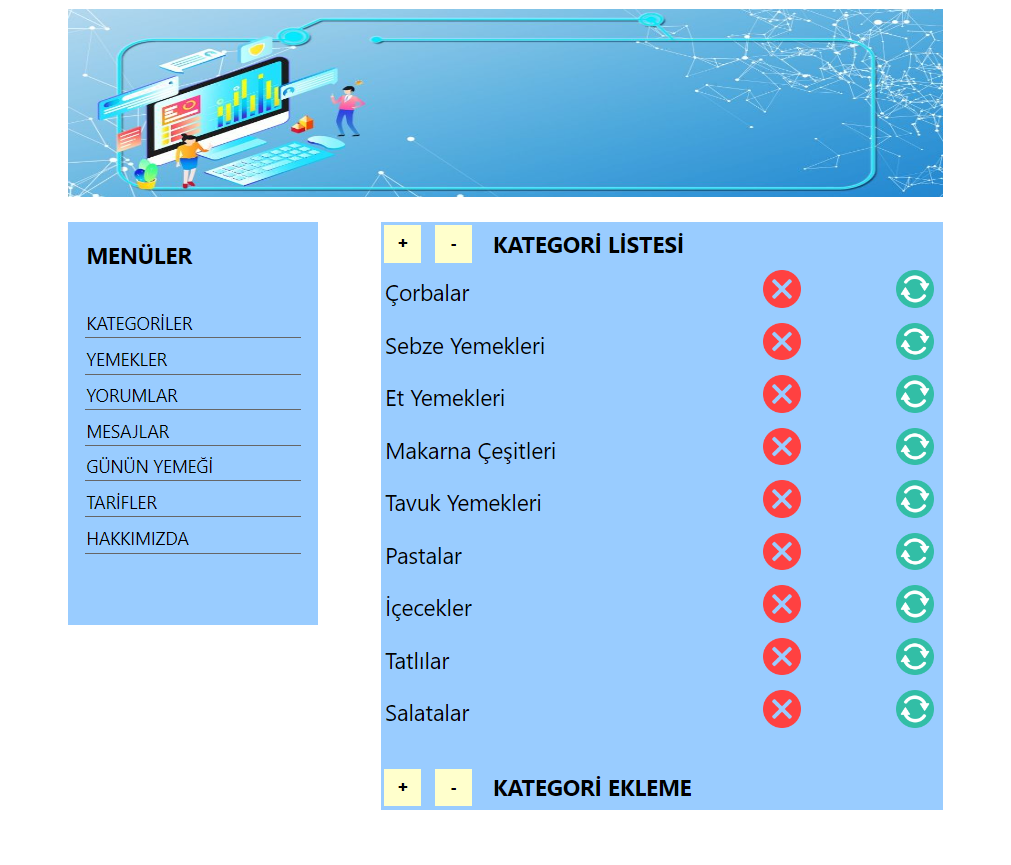 MENÜLER
KATEGORİLER
YEMEKLER
YORUMLAR
MESAJLAR
GÜNÜN YEMEĞİ
TARİFLER
HAKKIMIZDA
+ - KATEGORİ LİSTESİ
Çorbalar
Sebze Yemekleri
Et Yemekleri
Makarna Çeşitleri
Tavuk Yemekleri
Pastalar
İçecekler
Tatlılar
Salatalar
+ - KATEGORİ EKLEME